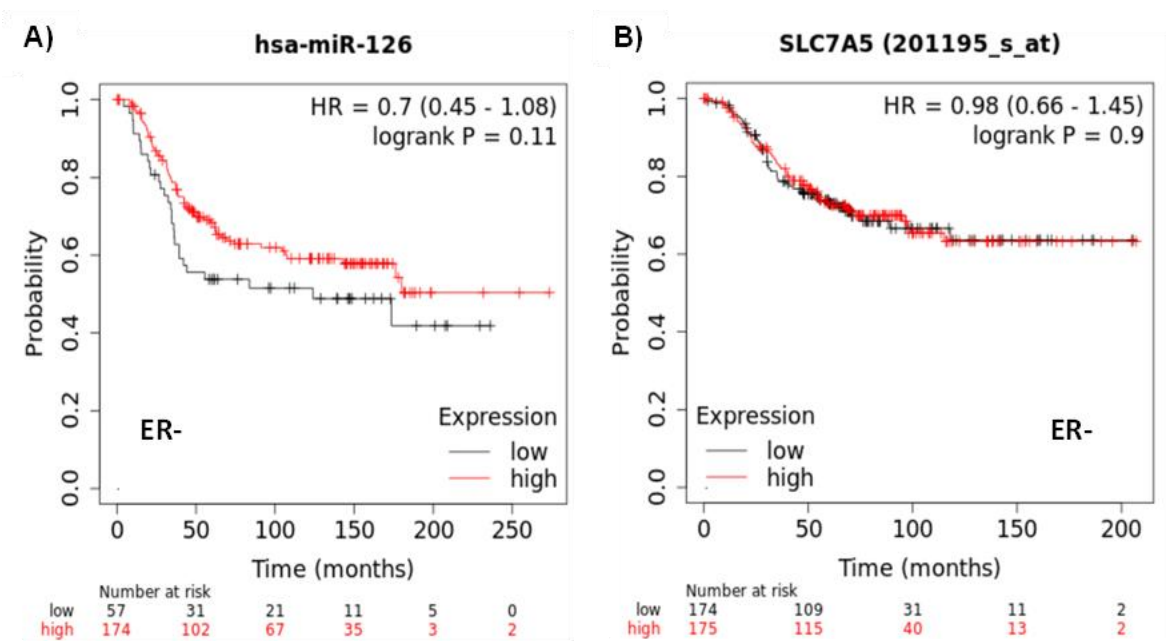 A)
hsa-miR-126
HR = 0.7 (0.45 - 1.08)
logrank P = 0.11
Probability
1.0
0.8
0.6
0.4
0.2
0.0
ER-
Expression
low
high
0 50 100 150 200 250
Time (months)
Number at risk
low 57 31 21 11 5 0
high 174 102 67 35 3 2
B)
SLC7A5 (201195_s_at)
HR = 0.98 (0.66 - 1.45)
logrank P = 0.9
Probability
1.0
0.8
0.6
0.4
0.2
0.0
Expression
low
high
ER-
0 50 100 150 200
Time (months)
Number at risk
low 174 109 31 11 2
high 175 115 40 13 2